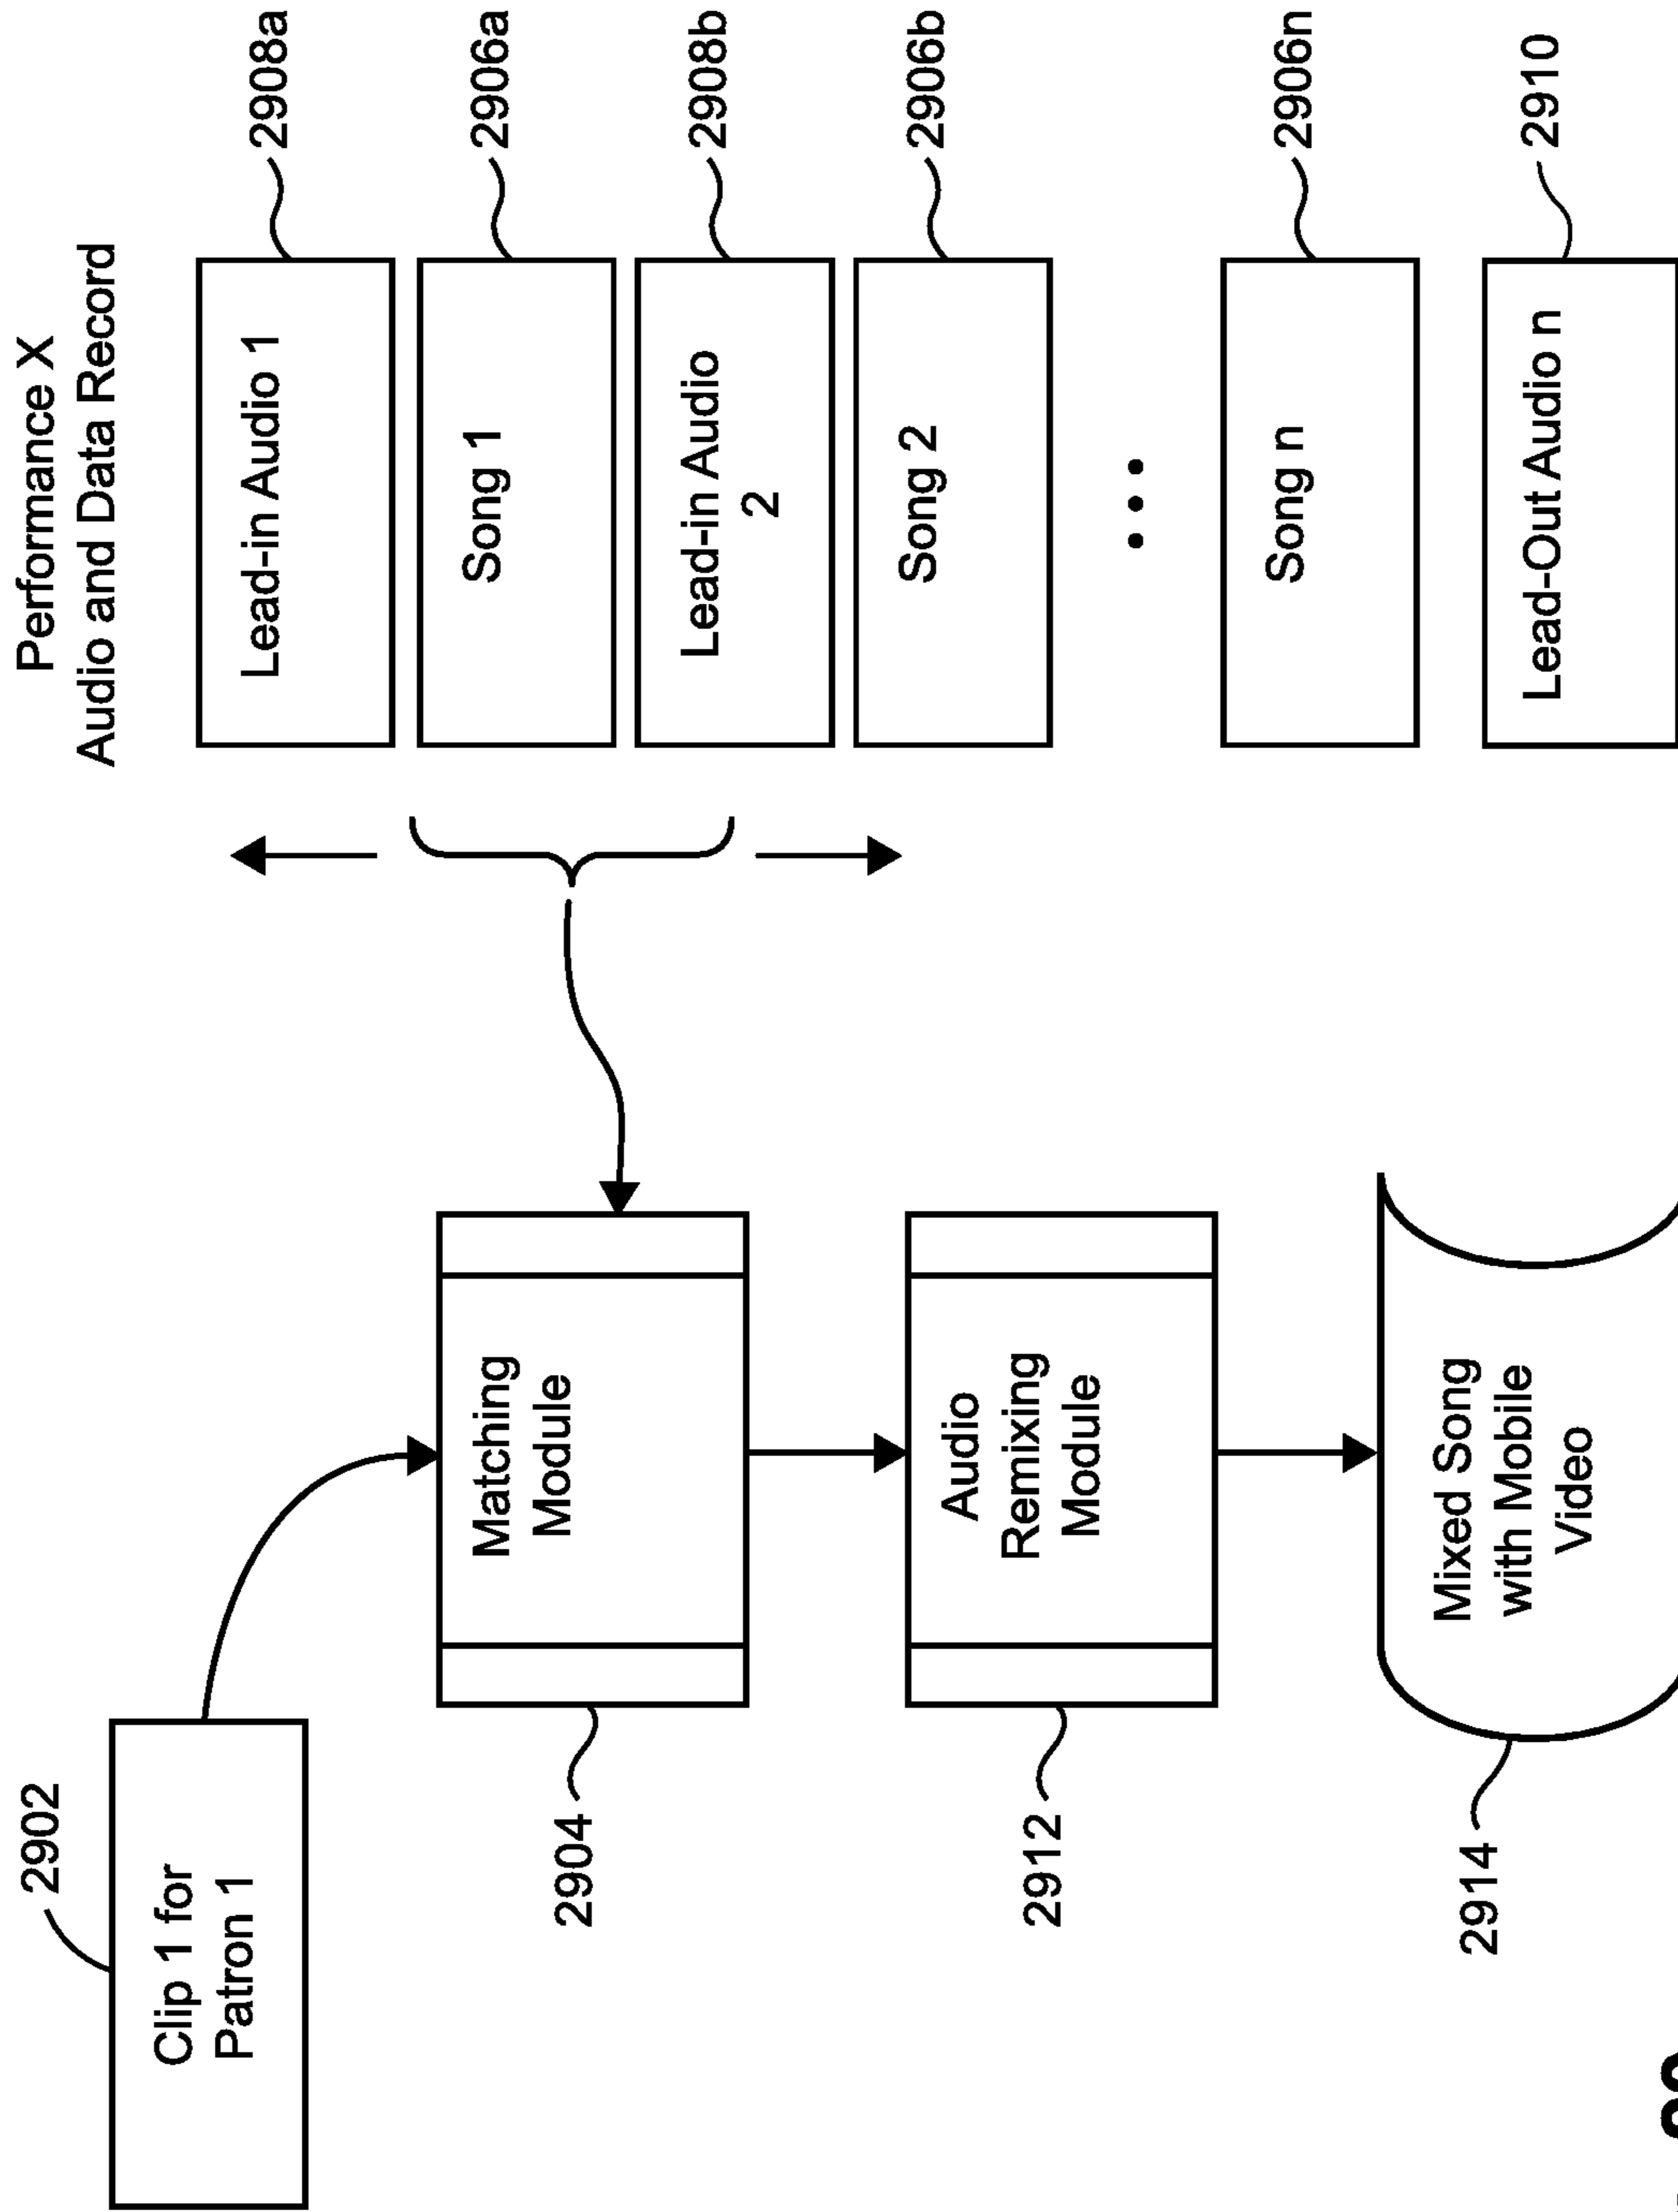 2902
Clip 1 for
Patron 1
Matching
Module
2904
Audio
Remixing
Module
2912
Mixed Song
with Mobile
Video
2914
Performance X
Audio and Data Record
Lead-in Audio 1
2908a
Song 1
2906a
Lead-in Audio
2
2908b
Song 2
2906b
• • •
Song n
2906n
Lead-Out Audio n
2910